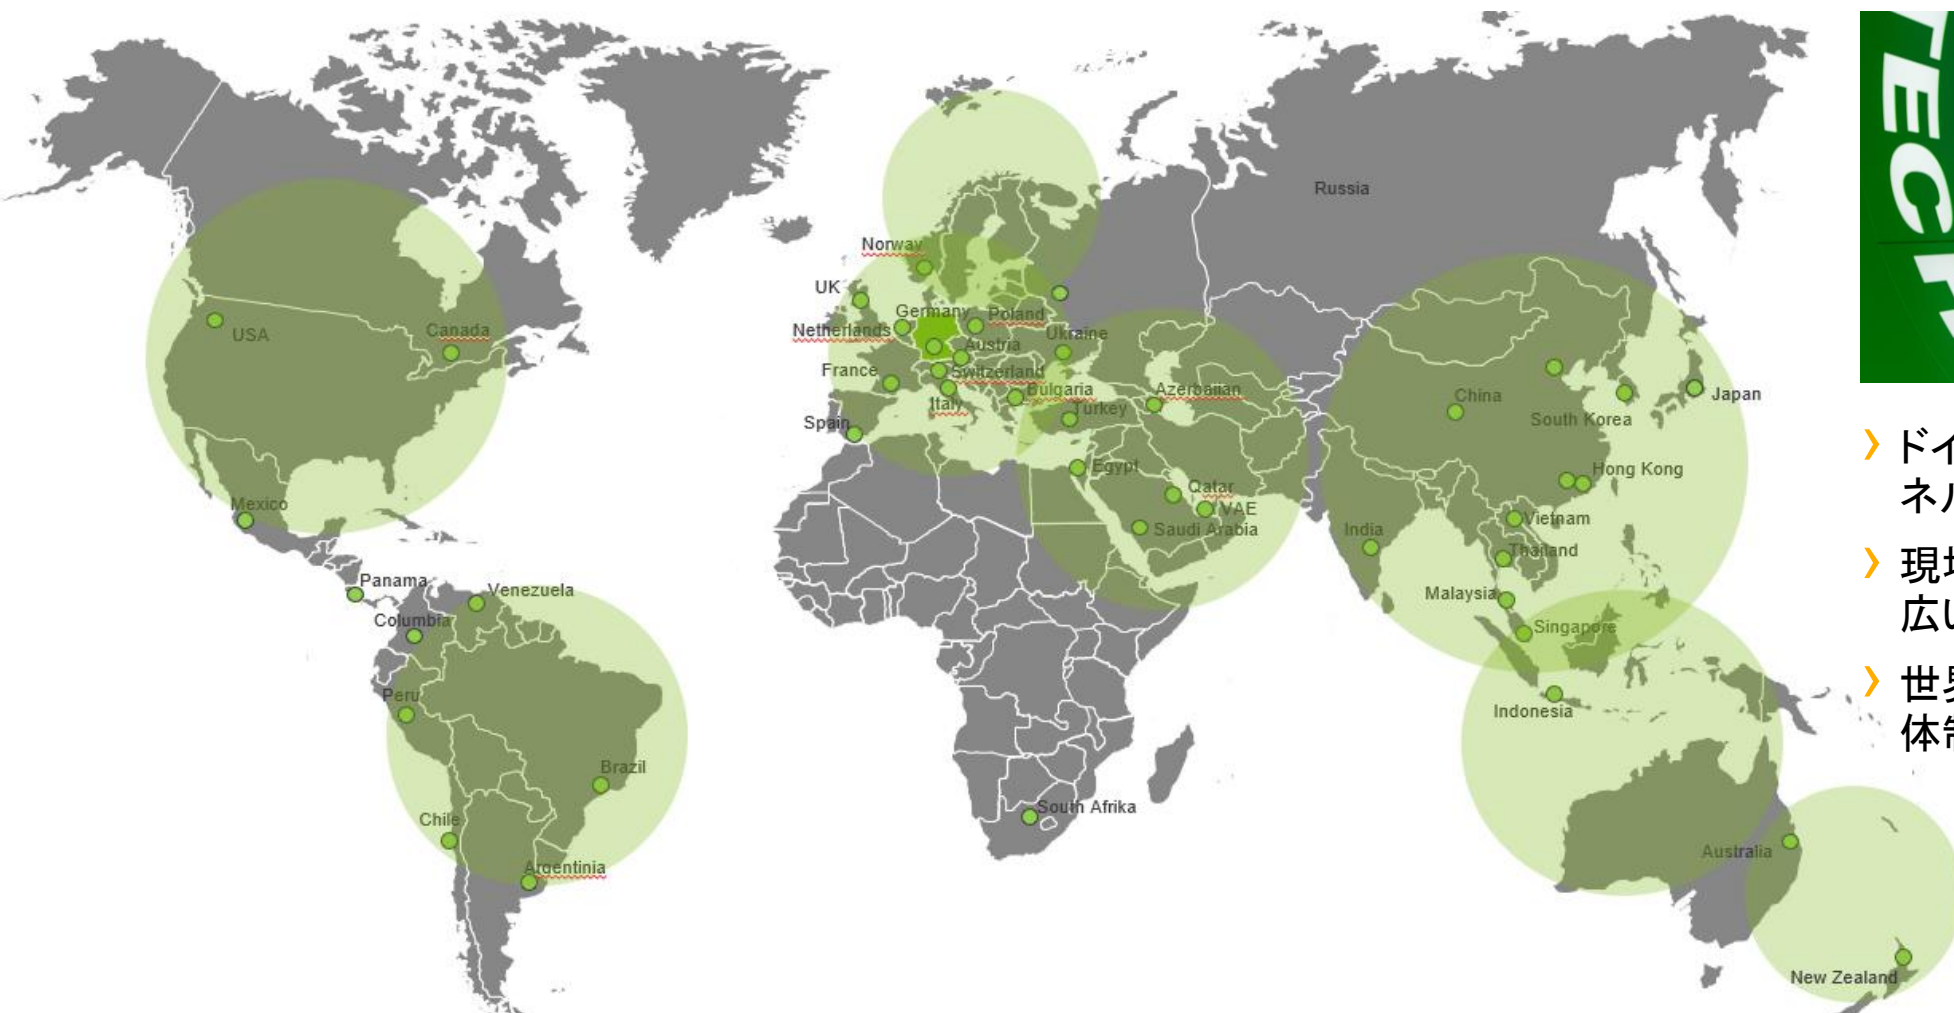 Russia
Norway
UK
Germany
Poland
Netherlands
Ukraine
USA
Canada
Austria
France
Switzerland
Bulgaria
Azerbaijan
China
Japan
Italy
Turkey
Spain
South Korea
Egypt
Hong Kong
Qatar
Mexico
VAE
Vietnam
Saudi Arabia
India
Thailand
Panama
Venezuela
Malaysia
Columbia
Singapore
Peru
Indonesia
Brazil
South Afrika
Chile
Australia
Argentinia
New Zealand
TECH
› ドイ
ネル
› 現場
広い
› 世界
体制